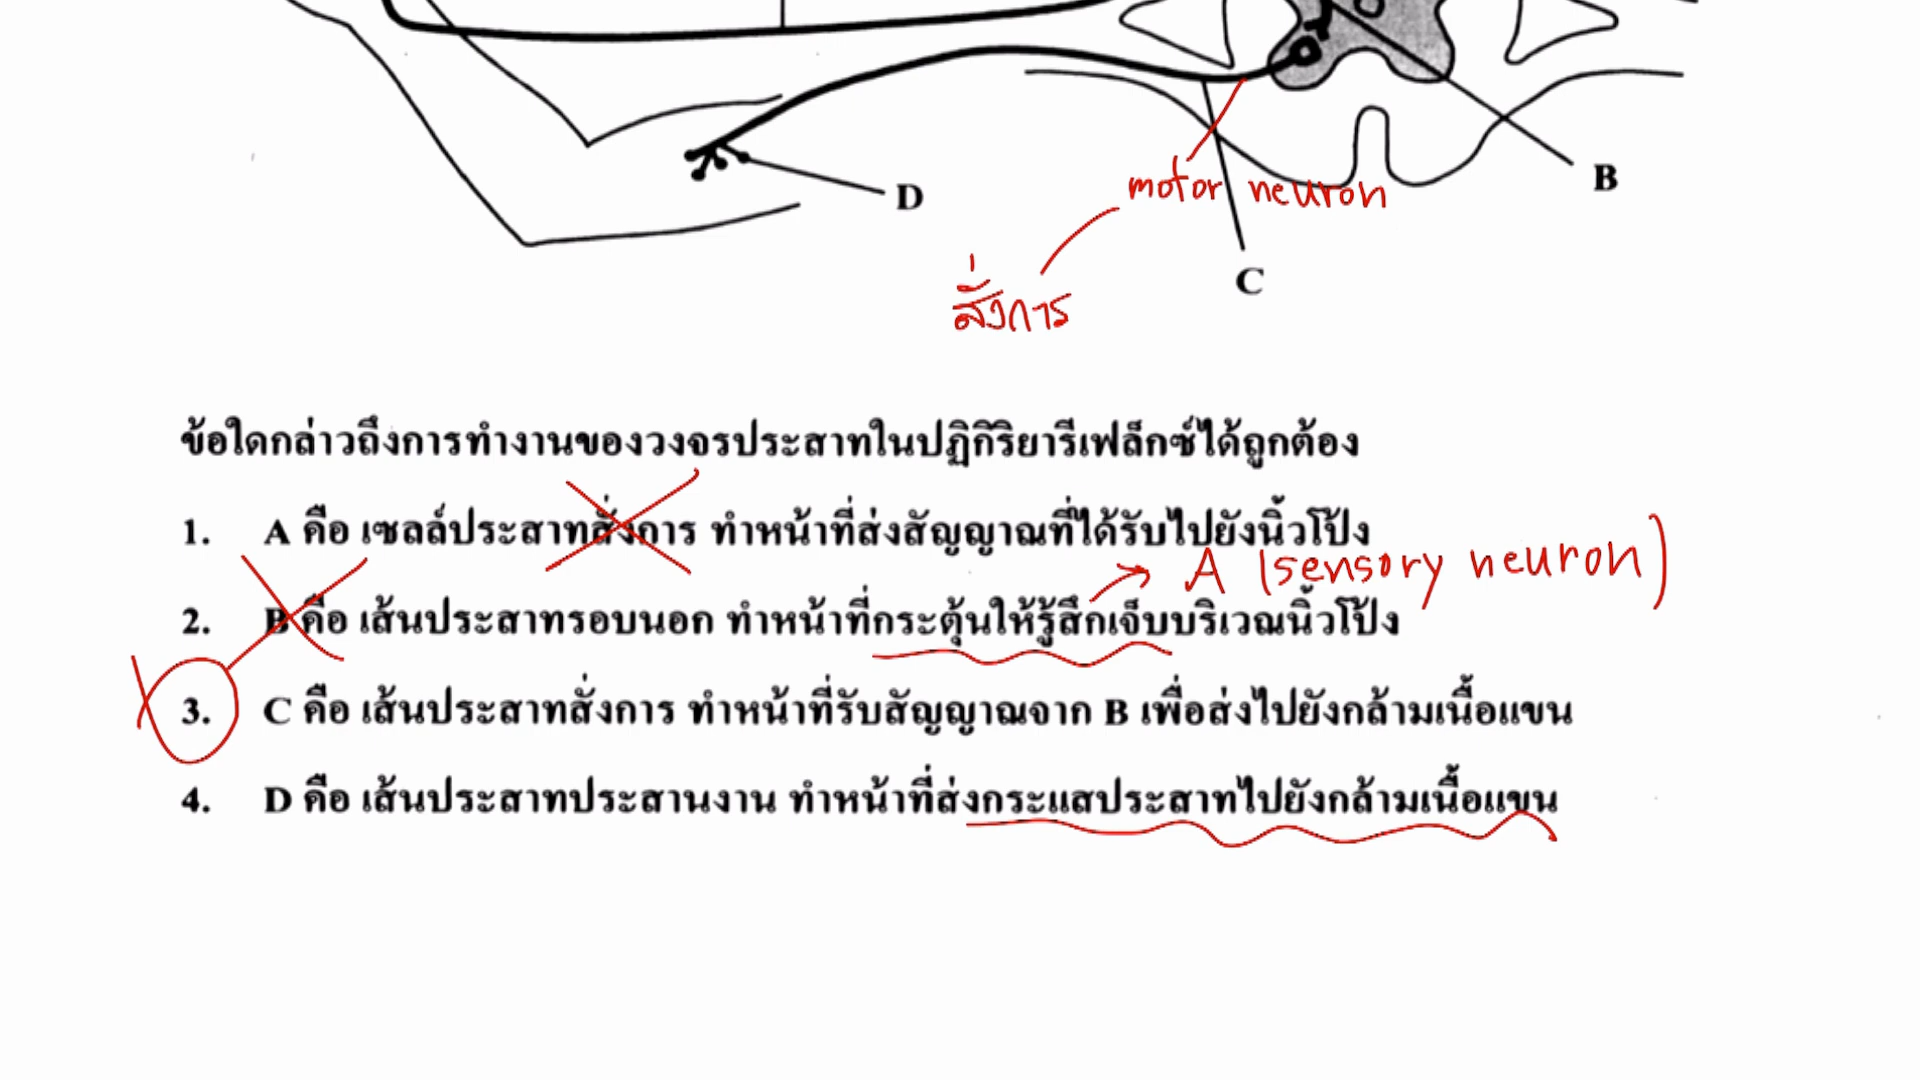 B
D
motor neuron
สั่งการ
C
ข้อใดกล่าวถึงการทำงานของวงจรประสาทในปฏิกิริยารีเฟล็กซ์ได้ถูกต้อง
1. A คือ เซลล์ประสาทสั่งการ ทำหน้าที่ส่งสัญญาณที่ได้รับไปยังนิ้วโป้ง
A (sensory neuron)
2. B คือ เส้นประสาทรอบนอก ทำหน้าที่กระตุ้นให้รู้สึกเจ็บบริเวณนิ้วโป้ง
3. C คือ เส้นประสาทสั่งการ ทำหน้าที่รับสัญญาณจาก B เพื่อส่งไปยังกล้ามเนื้อแขน
4. D คือ เส้นประสาทประสานงาน ทำหน้าที่ส่งกระแสประสาทไปยังกล้ามเนื้อแขน